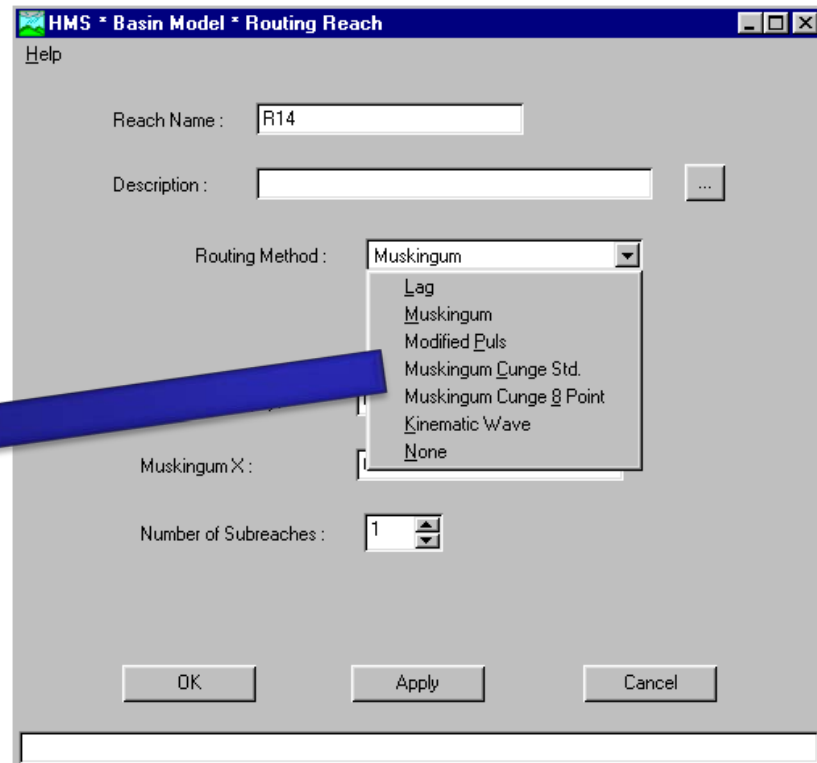 HMS * Basin Model * Routing Reach
Help
Reach Name :
R14
Description :
...
Routing Method :
Muskingum
Lag
Muskingum
Modified Puls
Muskingum Cunge Std.
Muskingum Cunge 8 Point
Kinematic Wave
None
Muskingum X :
Number of Subreaches :
1
OK
Apply
Cancel